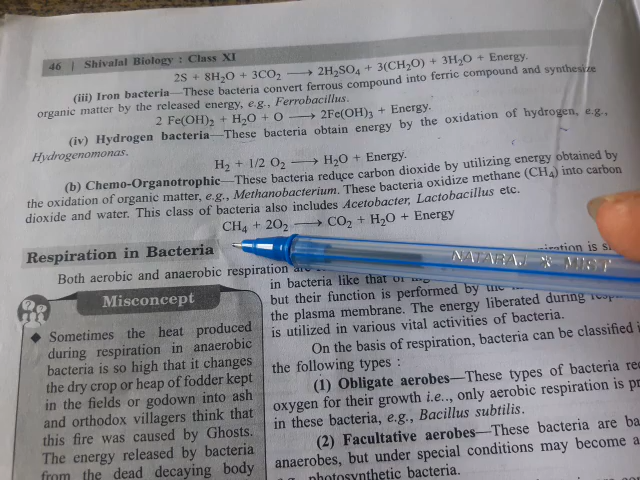 46 | Shivalal Biology : Class XI
2S + 8H₂O + 3CO₂ ⟶ 2H₂SO₄ + 3(CH₂O) + 3H₂O + Energy.
(iii) Iron bacteria—These bacteria convert ferrous compound into ferric compound and synthesize
organic matter by the released energy, e.g., Ferrobacillus.
2 Fe(OH)₂ + H₂O + O ⟶ 2Fe(OH)₃ + Energy.
(iv) Hydrogen bacteria—These bacteria obtain energy by the oxidation of hydrogen, e.g.,
Hydrogenomonas.
H₂ + 1/2 O₂ ⟶ H₂O + Energy.
(b) Chemo-Organotrophic—These bacteria reduce carbon dioxide by utilizing energy obtained by
the oxidation of organic matter, e.g., Methanobacterium. These bacteria oxidize methane (CH₄) into carbon
dioxide and water. This class of bacteria also includes Acetobacter, Lactobacillus etc.
CH₄ + 2O₂ ⟶ CO₂ + H₂O + Energy
Respiration in Bacteria
Both aerobic and anaerobic respiration are
Misconcept
◆ Sometimes the heat produced
during respiration in anaerobic
bacteria is so high that it changes
the dry crop or heap of fodder kept
in the fields or godown into ash
and orthodox villagers think that
this fire was caused by Ghosts.
The energy released by bacteria
from the dead decaying body
in bacteria like that of
but their function is performed by the
the plasma membrane. The energy liberated during
is utilized in various vital activities of bacteria.
On the basis of respiration, bacteria can be classified
the following types :
(1) Obligate aerobes—These types of bacteria
oxygen for their growth i.e.., only aerobic respiration is
in these bacteria, e.g., Bacillus subtilis.
(2) Facultative aerobes—These bacteria are
anaerobes, but under special conditions may become
photosynthetic bacteria.
NATARAJ * MIST